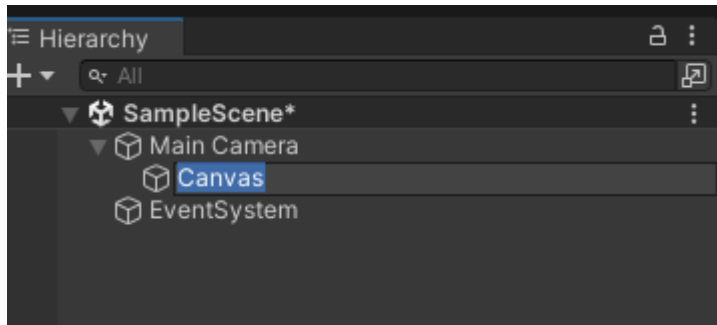 Hierarchy
All
SampleScene*
Main Camera
Canvas
EventSystem